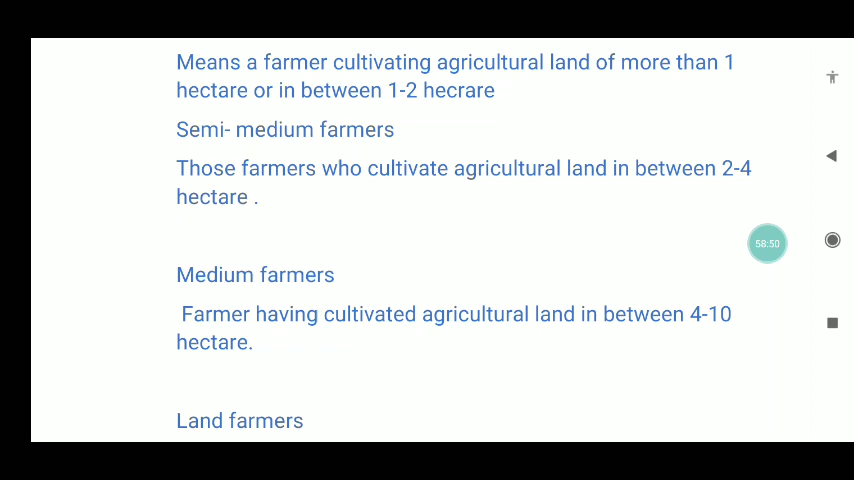 Means a farmer cultivating agricultural land of more than 1
hectare or in between 1-2 hecrare
Semi- medium farmers
Those farmers who cultivate agricultural land in between 2-4
hectare .
58:50
Medium farmers
Farmer having cultivated agricultural land in between 4-10
hectare.
Land farmers